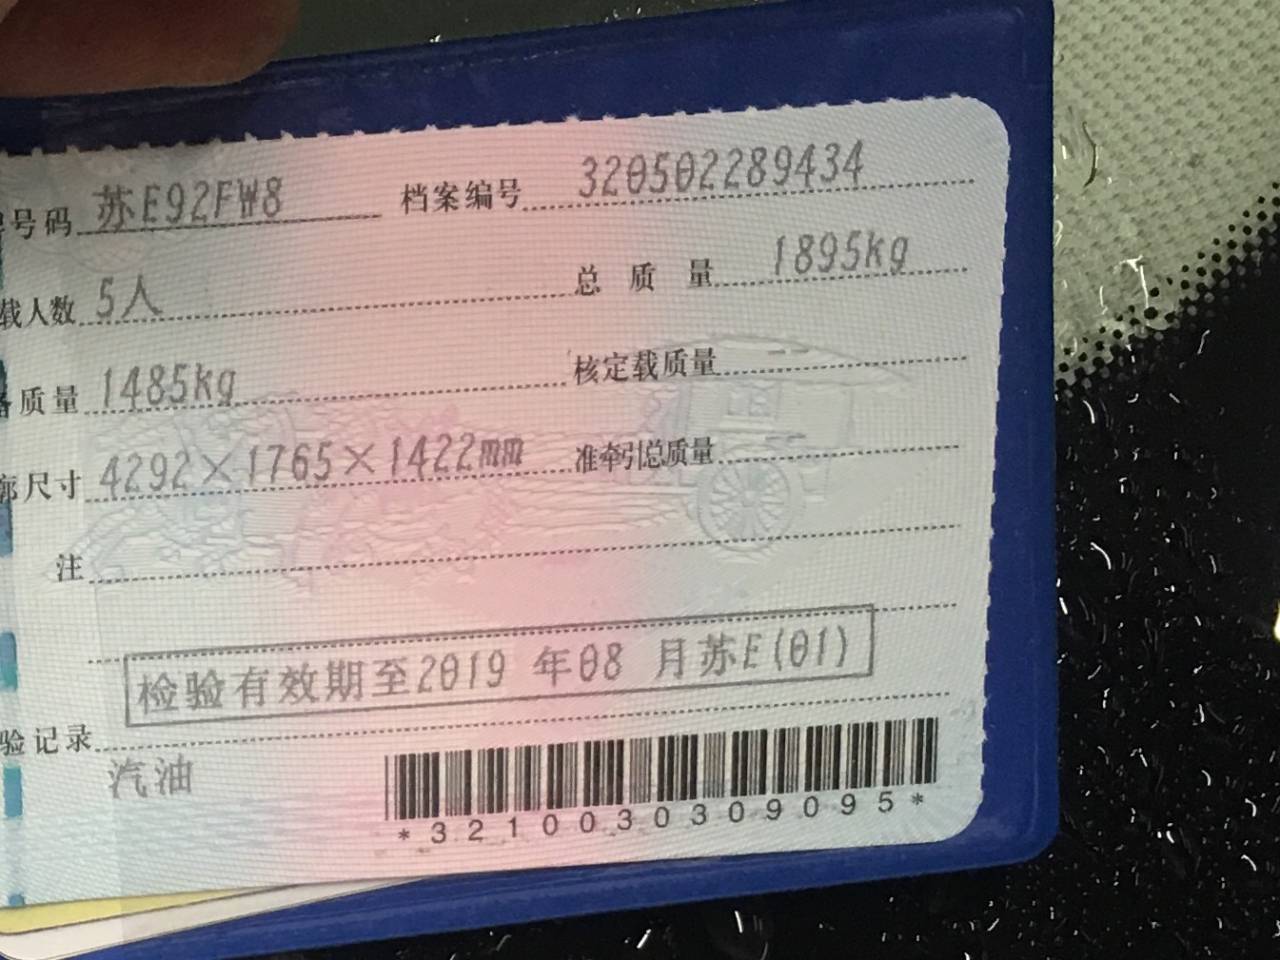 号码 苏E92FW8 档案编号 320502289434
载人数 5人 总质量 1895kg
质量 1485kg 核定载质量 --
廓尺寸 4292×1765×1422mm 准牵引总质量 --
注
检验有效期至2019 年08 月苏E(01)
验记录
汽油
*3210030309095*